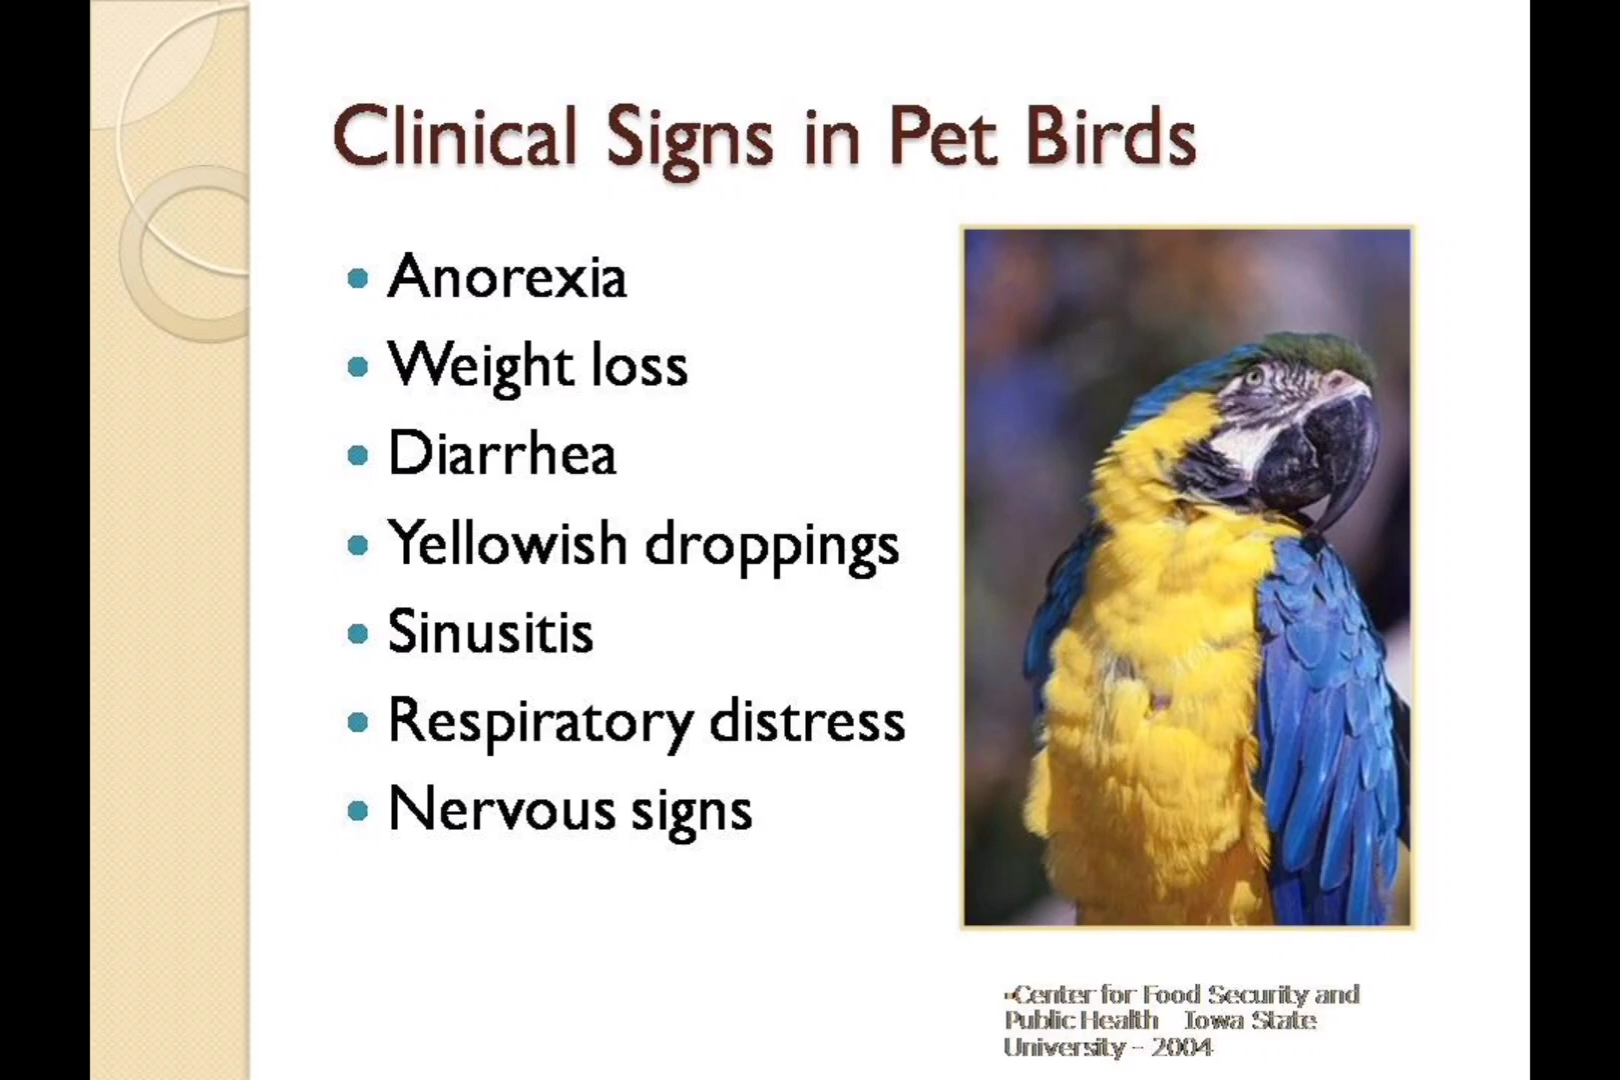 Clinical Signs in Pet Birds
• Anorexia
• Weight loss
• Diarrhea
• Yellowish droppings
• Sinusitis
• Respiratory distress
• Nervous signs
•Center for Food Security and
Public Health Iowa State
University - 2004